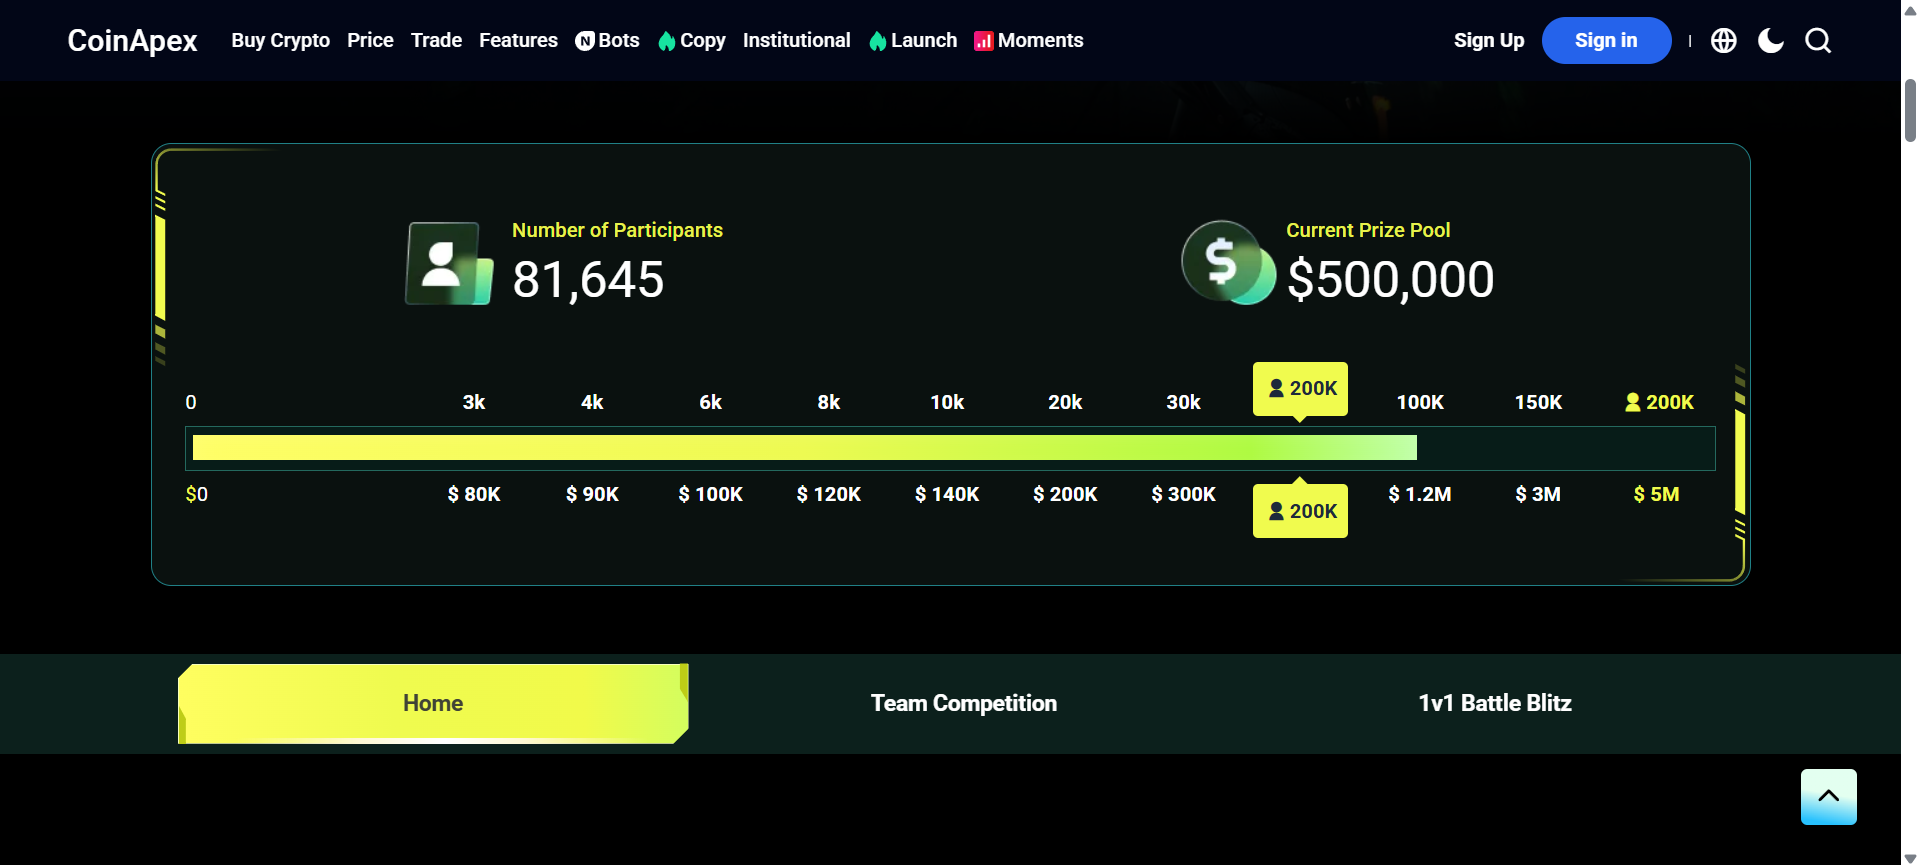 CoinApex Buy Crypto Price Trade Features Bots Copy Institutional Launch Moments Sign Up Sign in
Number of Participants
81,645
Current Prize Pool
$500,000
0 3k 4k 6k 8k 10k 20k 30k 200K 100K 150K 200K
$0 $ 80K $ 90K $ 100K $ 120K $ 140K $ 200K $ 300K 200K $ 1.2M $ 3M $ 5M
Home Team Competition 1v1 Battle Blitz